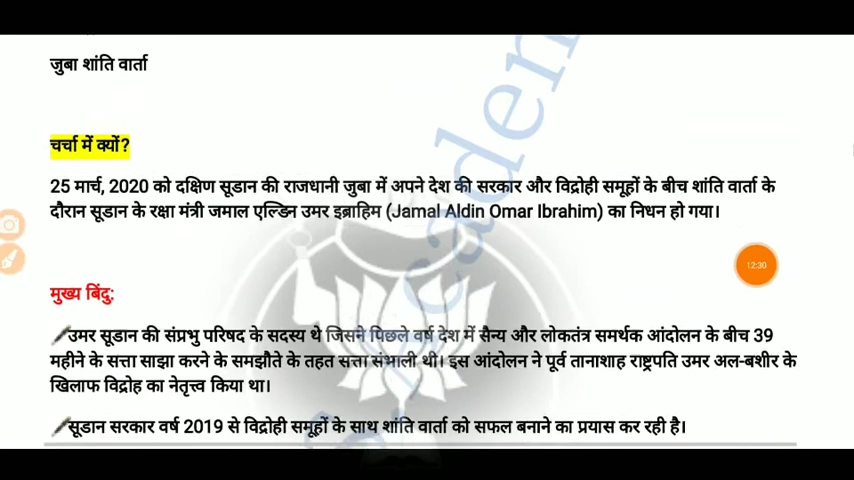 जुबा शांति वार्ता
चर्चा में क्यों?
25 मार्च, 2020 को दक्षिण सूडान की राजधानी जुबा में अपने देश की सरकार और विद्रोही समूहों के बीच शांति वार्ता के
दौरान सूडान के रक्षा मंत्री जमाल एल्डिन उमर इब्राहिम (Jamal Aldin Omar Ibrahim) का निधन हो गया।
12:30
मुख्य बिंदु:
उमर सूडान की संप्रभु परिषद के सदस्य थे जिसने पिछले वर्ष देश में सैन्य और लोकतंत्र समर्थक आंदोलन के बीच 39
महीने के सत्ता साझा करने के समझौते के तहत सत्ता संभाली थी। इस आंदोलन ने पूर्व तानाशाह राष्ट्रपति उमर अल-बशीर के
खिलाफ विद्रोह का नेतृत्त्व किया था।
सूडान सरकार वर्ष 2019 से विद्रोही समूहों के साथ शांति वार्ता को सफल बनाने का प्रयास कर रही है।